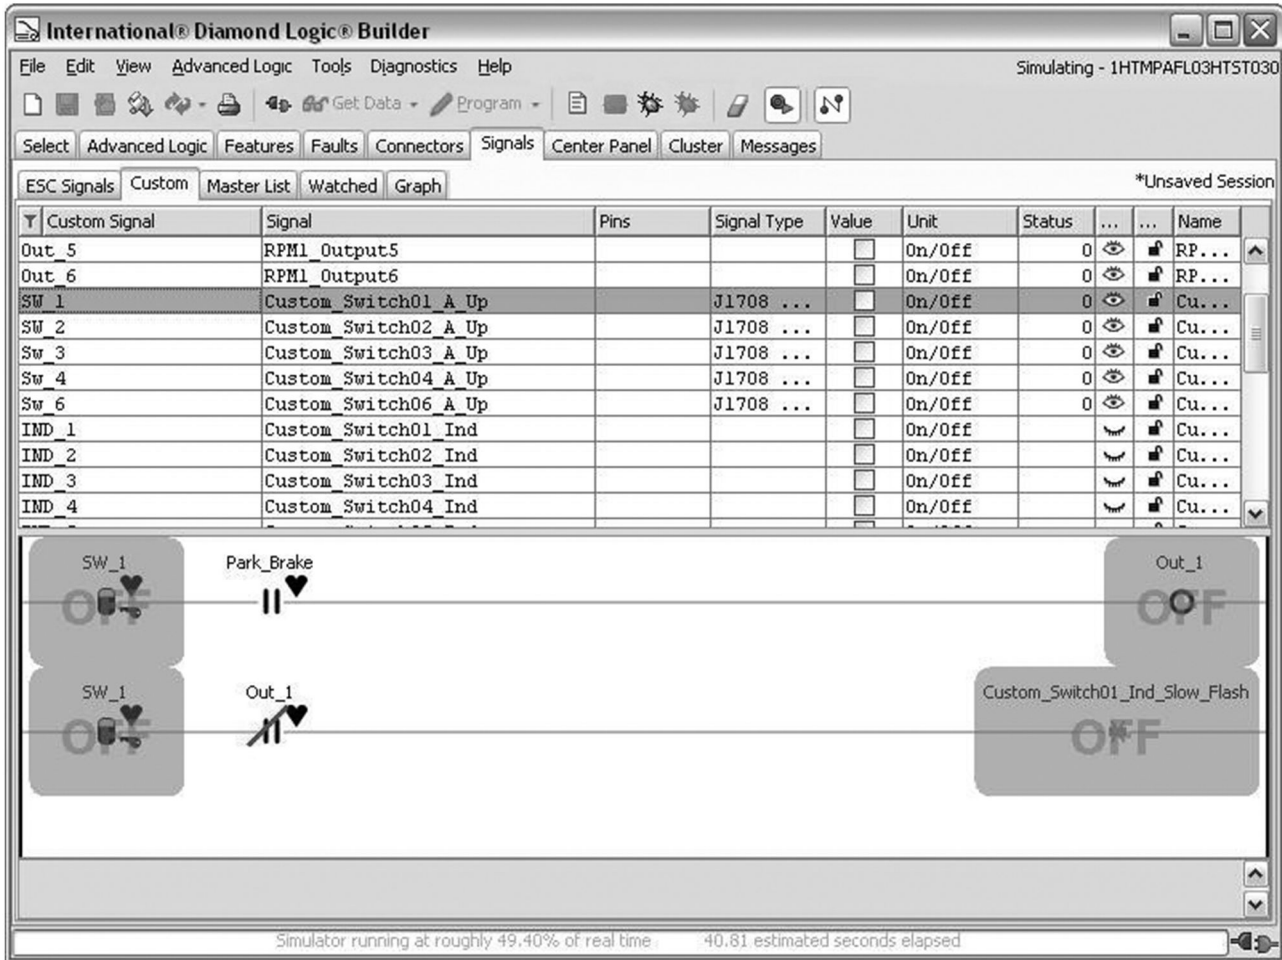 International® Diamond Logic® Builder
File Edit View Advanced Logic Tools Diagnostics Help Simulating - 1HTMPAFL03HTST030
Get Data Program
Select Advanced Logic Features Faults Connectors Signals Center Panel Cluster Messages
ESC Signals Custom Master List Watched Graph *Unsaved Session
Custom Signal Signal Pins Signal Type Value Unit Status ... ... Name
Out_5 RPM1_Output5 On/Off 0 RP...
Out_6 RPM1_Output6 On/Off 0 RP...
SW_1 Custom_Switch01_A_Up J1708 ... On/Off 0 Cu...
SW_2 Custom_Switch02_A_Up J1708 ... On/Off 0 Cu...
Sw_3 Custom_Switch03_A_Up J1708 ... On/Off 0 Cu...
Sw_4 Custom_Switch04_A_Up J1708 ... On/Off 0 Cu...
Sw_6 Custom_Switch06_A_Up J1708 ... On/Off 0 Cu...
IND_1 Custom_Switch01_Ind On/Off Cu...
IND_2 Custom_Switch02_Ind On/Off Cu...
IND_3 Custom_Switch03_Ind On/Off Cu...
IND_4 Custom_Switch04_Ind On/Off Cu...
SW_1 Park_Brake Out_1
OFF OFF
SW_1 Out_1 Custom_Switch01_Ind_Slow_Flash
OFF OFF
Simulator running at roughly 49.40% of real time 40.81 estimated seconds elapsed